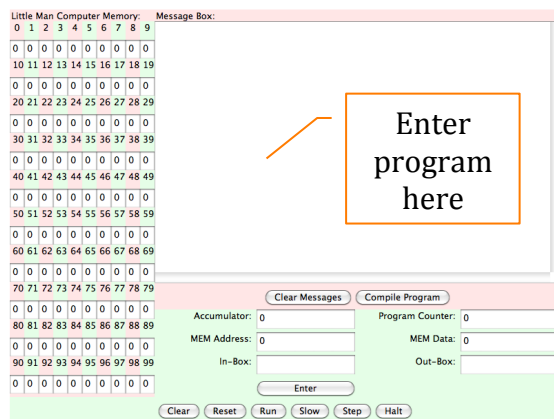 Little Man Computer Memory: Message Box:
0 1 2 3 4 5 6 7 8 9
0 0 0 0 0 0 0 0 0 0
10 11 12 13 14 15 16 17 18 19
0 0 0 0 0 0 0 0 0 0
20 21 22 23 24 25 26 27 28 29
0 0 0 0 0 0 0 0 0 0
30 31 32 33 34 35 36 37 38 39
0 0 0 0 0 0 0 0 0 0
40 41 42 43 44 45 46 47 48 49
0 0 0 0 0 0 0 0 0 0
50 51 52 53 54 55 56 57 58 59
0 0 0 0 0 0 0 0 0 0
60 61 62 63 64 65 66 67 68 69
0 0 0 0 0 0 0 0 0 0
70 71 72 73 74 75 76 77 78 79
0 0 0 0 0 0 0 0 0 0
80 81 82 83 84 85 86 87 88 89
0 0 0 0 0 0 0 0 0 0
90 91 92 93 94 95 96 97 98 99
0 0 0 0 0 0 0 0 0 0
Enter
program
here
Clear Messages Compile Program
Accumulator: 0 Program Counter: 0
MEM Address: 0 MEM Data: 0
In-Box: Out-Box:
Enter
Clear Reset Run Slow Step Halt